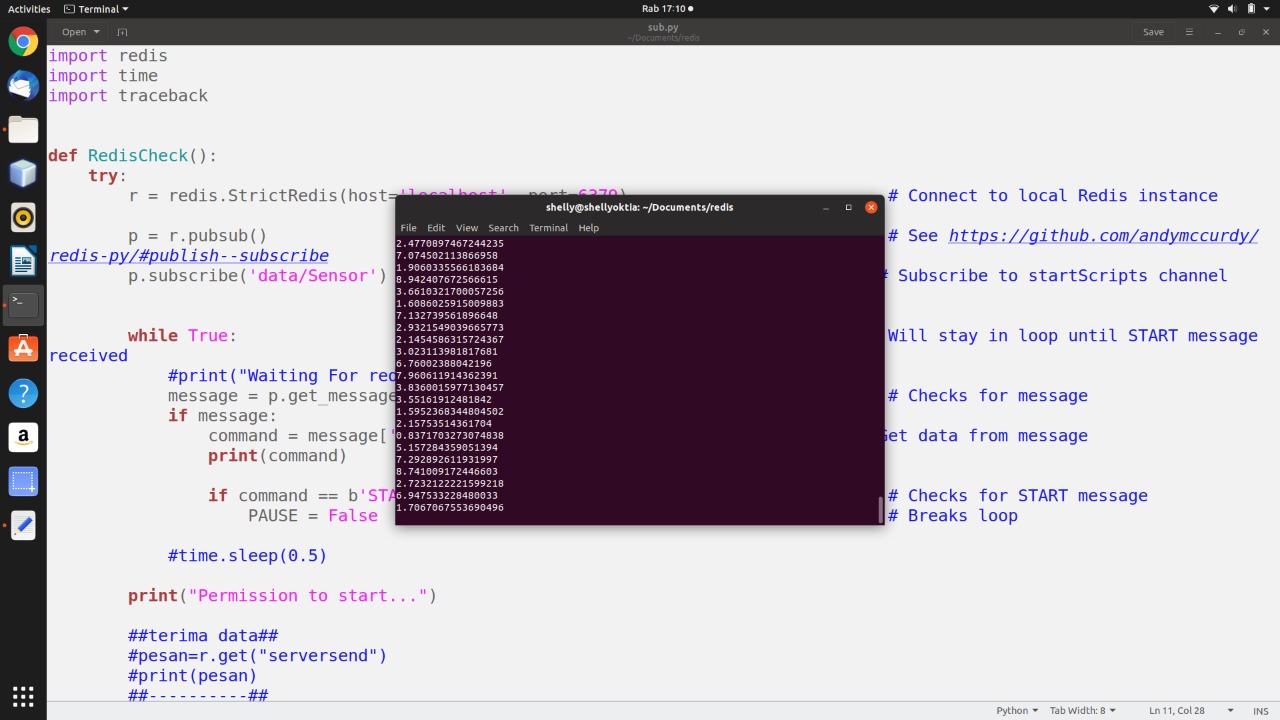 Activities Terminal Rab 17:10
Open sub.py Save
~/Documents/redis
import redis
import time
import traceback
def RedisCheck():
try:
r = redis.StrictRedis(host='localhost', port=6379) # Connect to local Redis instance
p = r.pubsub() # See https://github.com/andymccurdy/
redis-py/#publish--subscribe
p.subscribe('data/Sensor') # Subscribe to startScripts channel
while True: Will stay in loop until START message
received
#print("Waiting For red
message = p.get_message # Checks for message
if message:
command = message[' Get data from message
print(command)
if command == b'STA # Checks for START message
PAUSE = False # Breaks loop
#time.sleep(0.5)
print("Permission to start...")
##terima data##
#pesan=r.get("serversend")
#print(pesan)
##----------##
shelly@shellyoktia: ~/Documents/redis
File Edit View Search Terminal Help
2.4770897467244235
7.074502113866958
1.9060335566183684
8.942407672566615
3.6610321700057256
1.6086025915009883
7.132739561896648
2.9321549039665773
2.1454586315724367
3.023113981817681
6.76002388042196
7.960611914362391
3.8360015977130457
3.55161912481842
1.5952368344804502
2.15753514361704
0.8371703273074838
5.157284359051394
7.292892611931997
8.741009172446603
2.7232122221599218
6.947533228480033
1.7067067553690496
Python Tab Width: 8 Ln 11, Col 28 INS